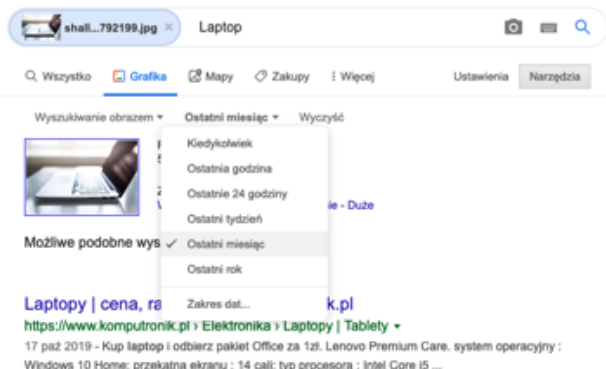 shall...792199.jpg × Laptop
Wszystko Grafika Mapy Zakupy Więcej Ustawienia Narzędzia
Wyszukiwanie obrazem Ostatni miesiąc Wyczyść
Kiedykolwiek
Ostatnia godzina
Ostatnie 24 godziny
Ostatni tydzień
- Duże
Możliwe podobne wys
✓ Ostatni miesiąc
Ostatni rok
Zakres dat...
Laptopy | cena, ra k.pl
https://www.komputronik.pl › Elektronika › Laptopy | Tablety
17 paź 2019 - Kup laptop i odbierz pakiet Office za 1zł. Lenovo Premium Care. system operacyjny :
Windows 10 Home; przekątna ekranu : 14 cali; typ procesora : Intel Core i5 ...